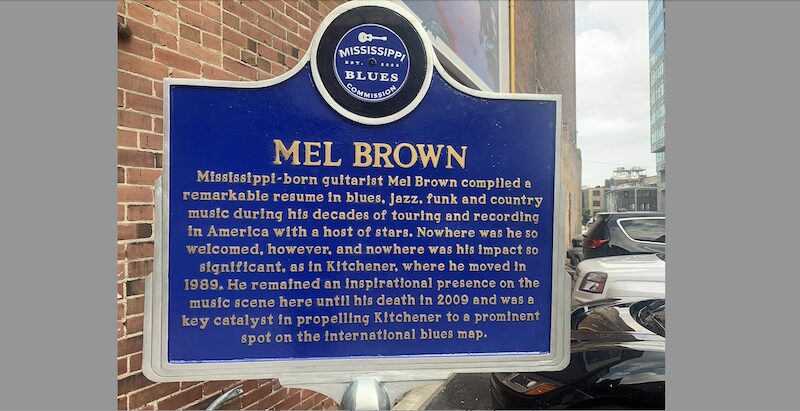 MISSISSIPPI
EST. 2003
BLUES
COMMISSION
MEL BROWN
Mississippi-born guitarist Mel Brown compiled a
remarkable resume in blues, jazz, funk and country
music during his decades of touring and recording
in America with a host of stars. Nowhere was he so
welcomed, however, and nowhere was his impact so
significant, as in Kitchener, where he moved in
1989. He remained an inspirational presence on the
music scene here until his death in 2009 and was a
key catalyst in propelling Kitchener to a prominent
spot on the international blues map.